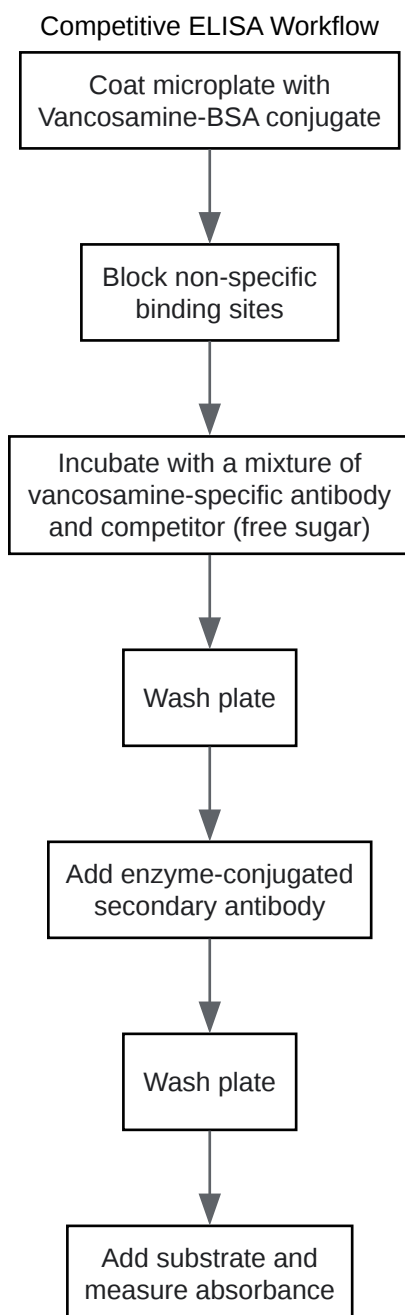 Competitive ELISA Workflow
Coat microplate with
Vancosamine-BSA conjugate
Block non-specific
binding sites
Incubate with a mixture of
vancosamine-specific antibody
and competitor (free sugar)
Wash plate
Add enzyme-conjugated
secondary antibody
Wash plate
Add substrate and
measure absorbance